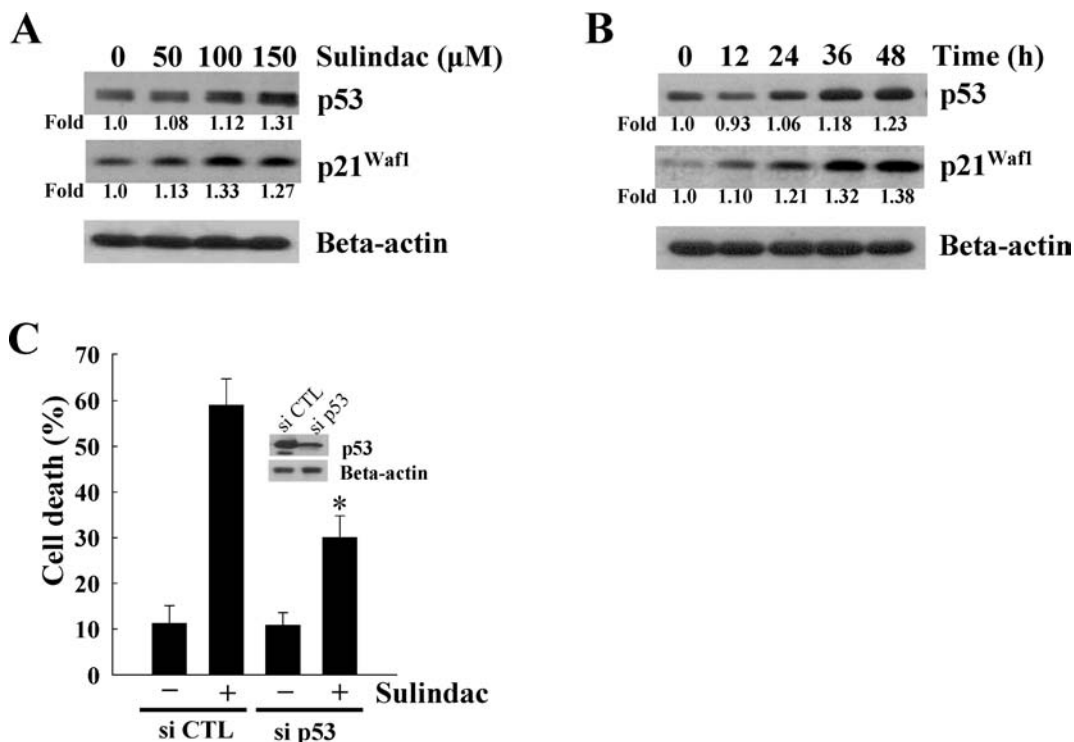 A
0 50 100 150 Sulindac (μM)
p53
Fold 1.0 1.08 1.12 1.31
p21Waf1
Fold 1.0 1.13 1.33 1.27
Beta-actin
B
0 12 24 36 48 Time (h)
p53
Fold 1.0 0.93 1.06 1.18 1.23
p21Waf1
Fold 1.0 1.10 1.21 1.32 1.38
Beta-actin
C
Cell death (%)
70
60
50
40
30
20
10
0
si CTL
si p53
p53
Beta-actin
*
− + − + Sulindac
si CTL si p53